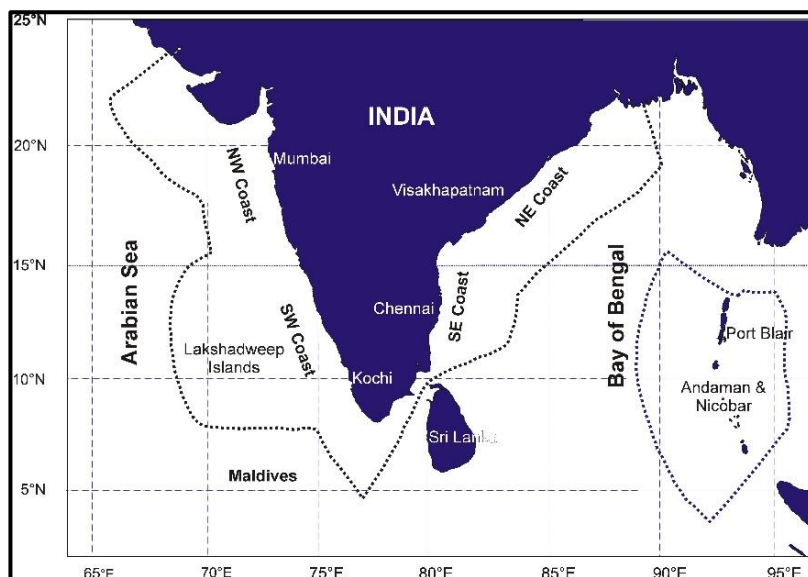 25°N
20°N
15°N
10°N
5°N
65°E
70°E
75°E
80°E
85°E
90°E
95°E
INDIA
Mumbai
NW Coast
Visakhapatnam
NE Coast
Arabian Sea
SW Coast
Chennai
SE Coast
Bay of Bengal
Lakshadweep
Islands
Kochi
Port Blair
Andaman &
Nicobar
Sri Lanka
Maldives